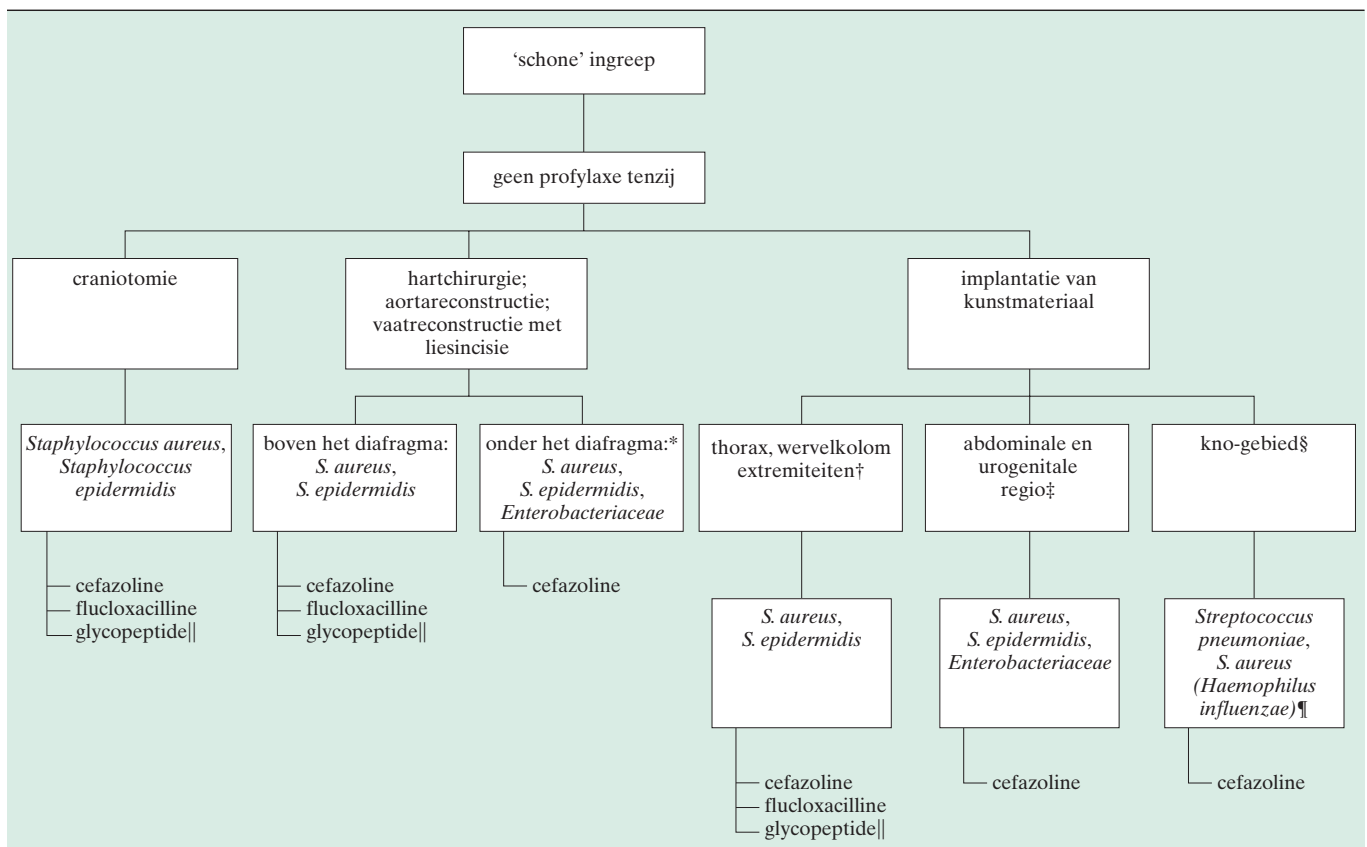 ‘schone’ ingreep
geen profylaxe tenzij
craniotomie
hartchirurgie;
aortareconstructie;
vaatreconstructie met
liesincisie
implantatie van
kunstmateriaal
Staphylococcus aureus,
Staphylococcus
epidermidis
boven het diafragma:
S. aureus,
S. epidermidis
onder het diafragma:*
S. aureus,
S. epidermidis,
Enterobacteriaceae
thorax, wervelkolom
extremiteiten†
abdominale en
urogenitale
regio‡
kno-gebied§
cefazoline
flucloxacilline
glycopeptide||
cefazoline
flucloxacilline
glycopeptide||
cefazoline
S. aureus,
S. epidermidis
S. aureus,
S. epidermidis,
Enterobacteriaceae
Streptococcus
pneumoniae,
S. aureus
(Haemophilus
influenzae)¶
cefazoline
flucloxacilline
glycopeptide||
cefazoline
cefazoline